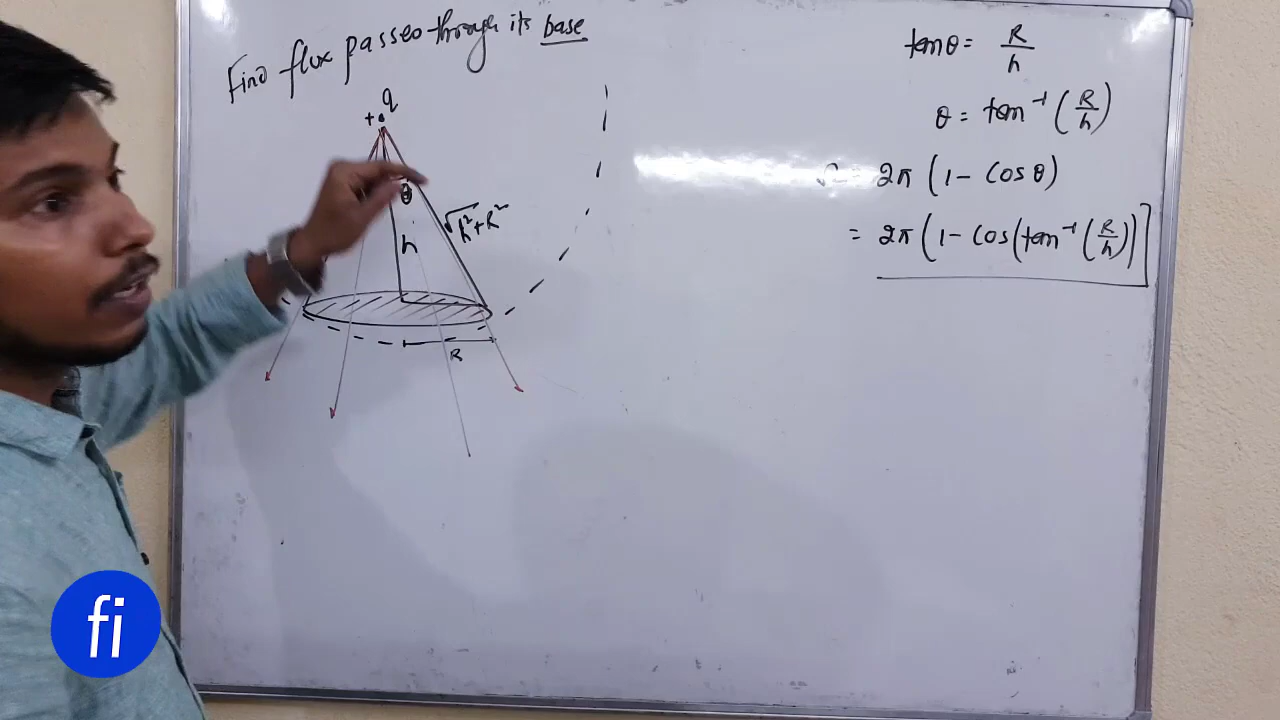 Find flux passeo through its base
+ q
θ
h
√h²+R²
R
tanθ = R/h
θ = tan⁻¹(R/h)
Ω = 2π(1 - Cosθ)
= 2π(1 - Cos(tan⁻¹(R/h))]
fi